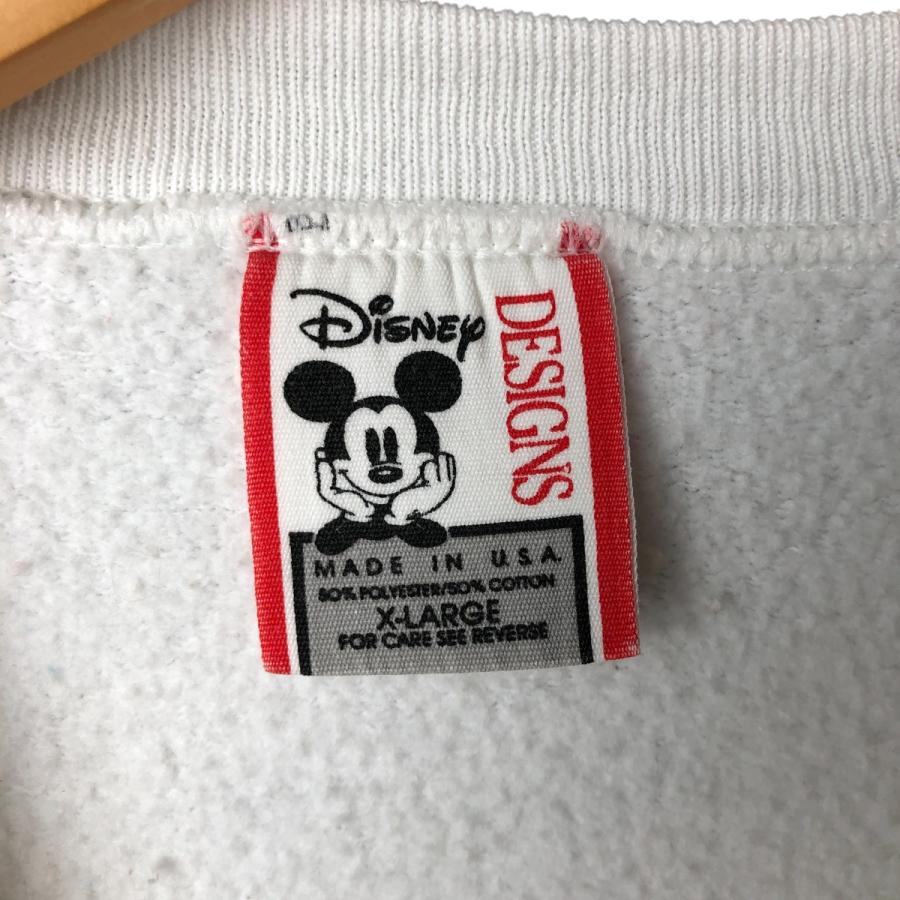 Disney
DESIGNS
MADE IN U.S.A.
50% POLYESTER/50% COTTON
X-LARGE
FOR CARE SEE REVERSE